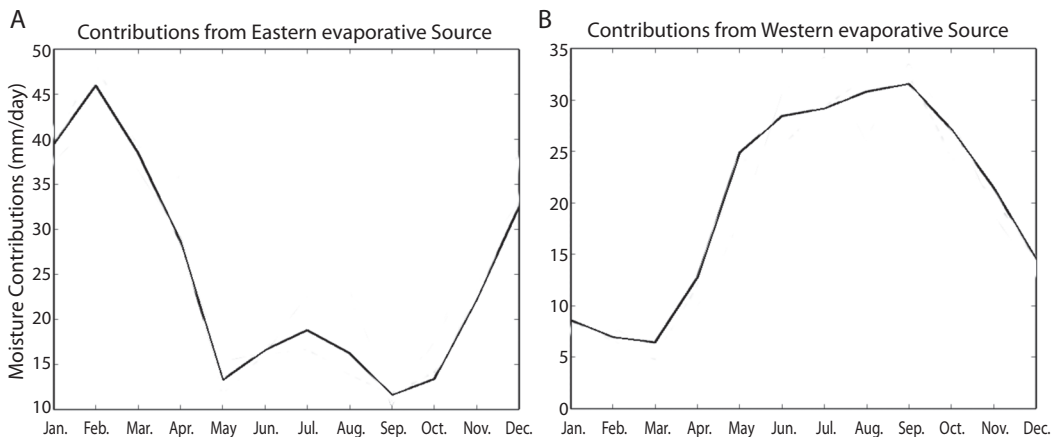 A
Contributions from Eastern evaporative Source
Moisture Contributions (mm/day)
50
45
40
35
30
25
20
15
10
Jan. Feb. Mar. Apr. May Jun. Jul. Aug. Sep. Oct. Nov. Dec.
B
Contributions from Western evaporative Source
35
30
25
20
15
10
5
0
Jan. Feb. Mar. Apr. May Jun. Jul. Aug. Sep. Oct. Nov. Dec.